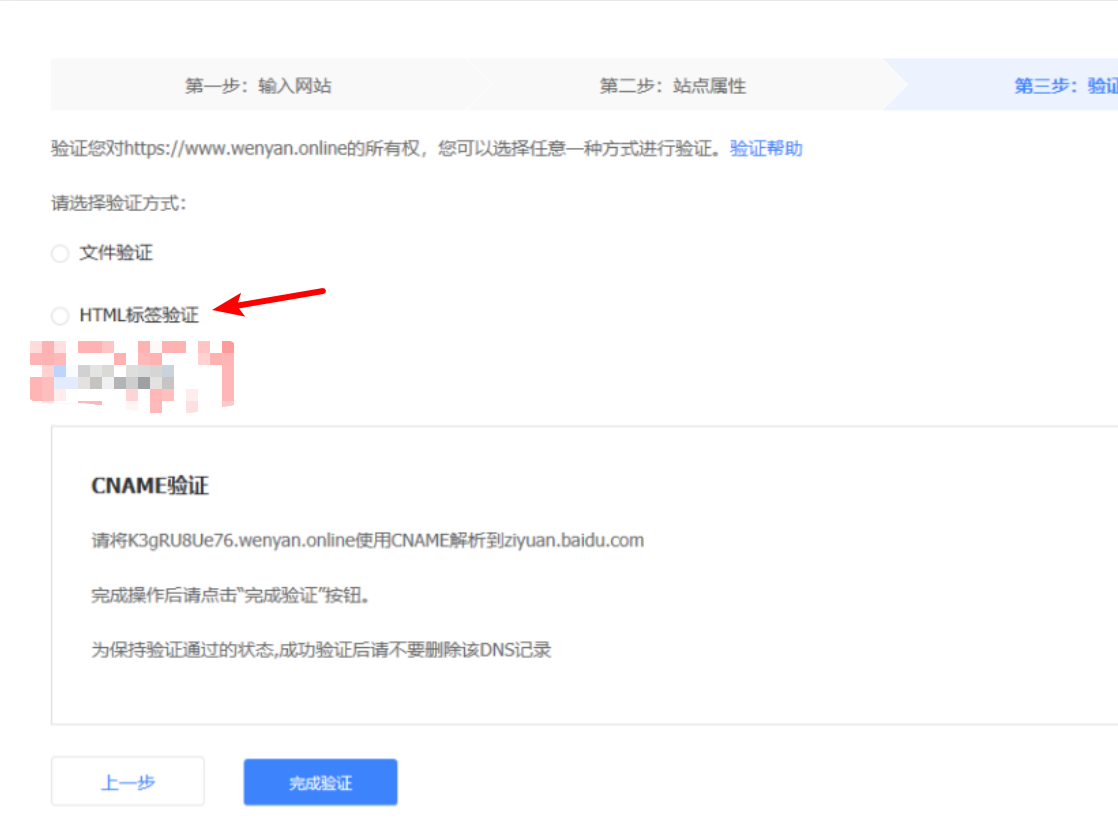 第一步：输入网站
第二步：站点属性
第三步：验证
验证您对https://www.wenyan.online的所有权，您可以选择任意一种方式进行验证。验证帮助
请选择验证方式：
文件验证
HTML标签验证
CNAME验证
请将K3gRU8Ue76.wenyan.online使用CNAME解析到ziyuan.baidu.com
完成操作后请点击“完成验证”按钮。
为保持验证通过的状态,成功验证后请不要删除该DNS记录
上一步
完成验证